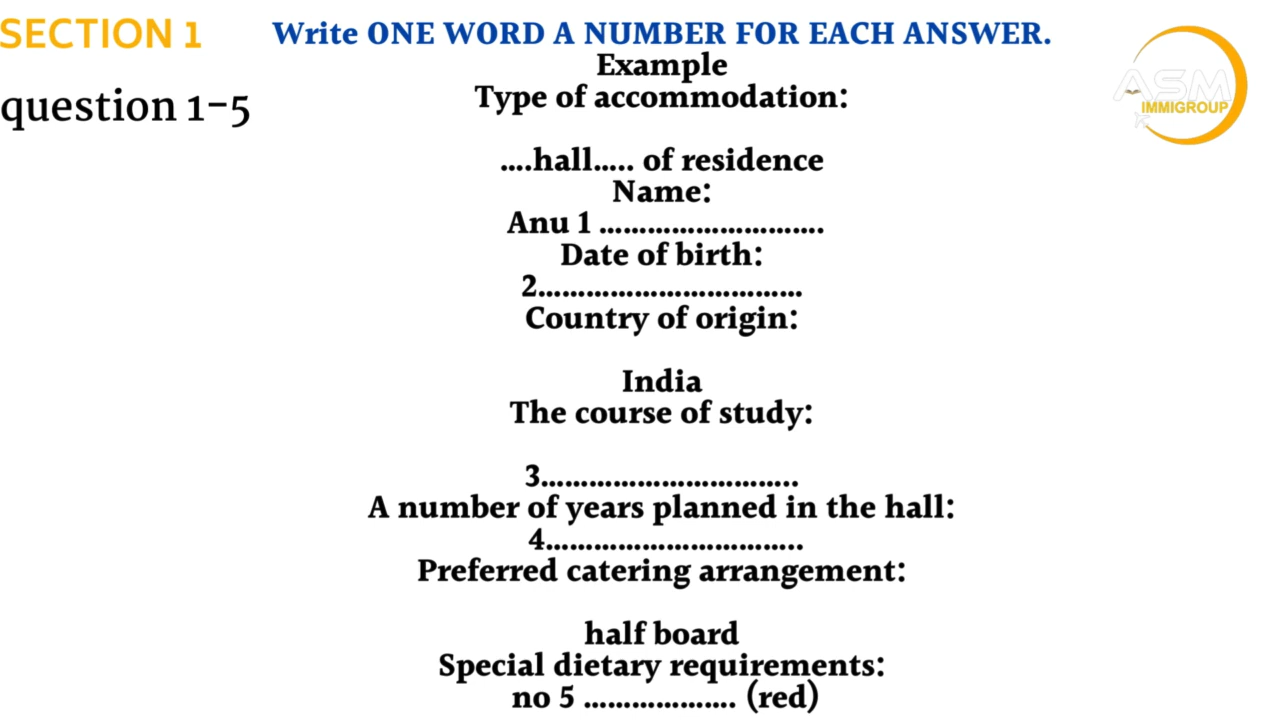 SECTION 1
Write ONE WORD A NUMBER FOR EACH ANSWER.
question 1-5
Example
Type of accommodation:
....hall..... of residence
Name:
Anu 1 ............................
Date of birth:
2.................................
Country of origin:
India
The course of study:
3................................
A number of years planned in the hall:
4................................
Preferred catering arrangement:
half board
Special dietary requirements:
no 5 ................... (red)
ASM
IMMIGROUP